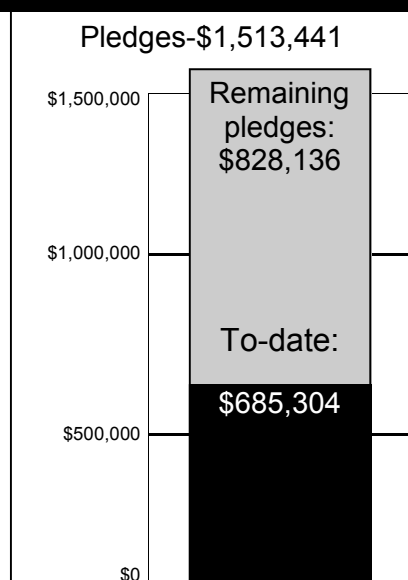 Pledges-$1,513,441
$1,500,000
Remaining
pledges:
$828,136
$1,000,000
To-date:
$685,304
$500,000
$0